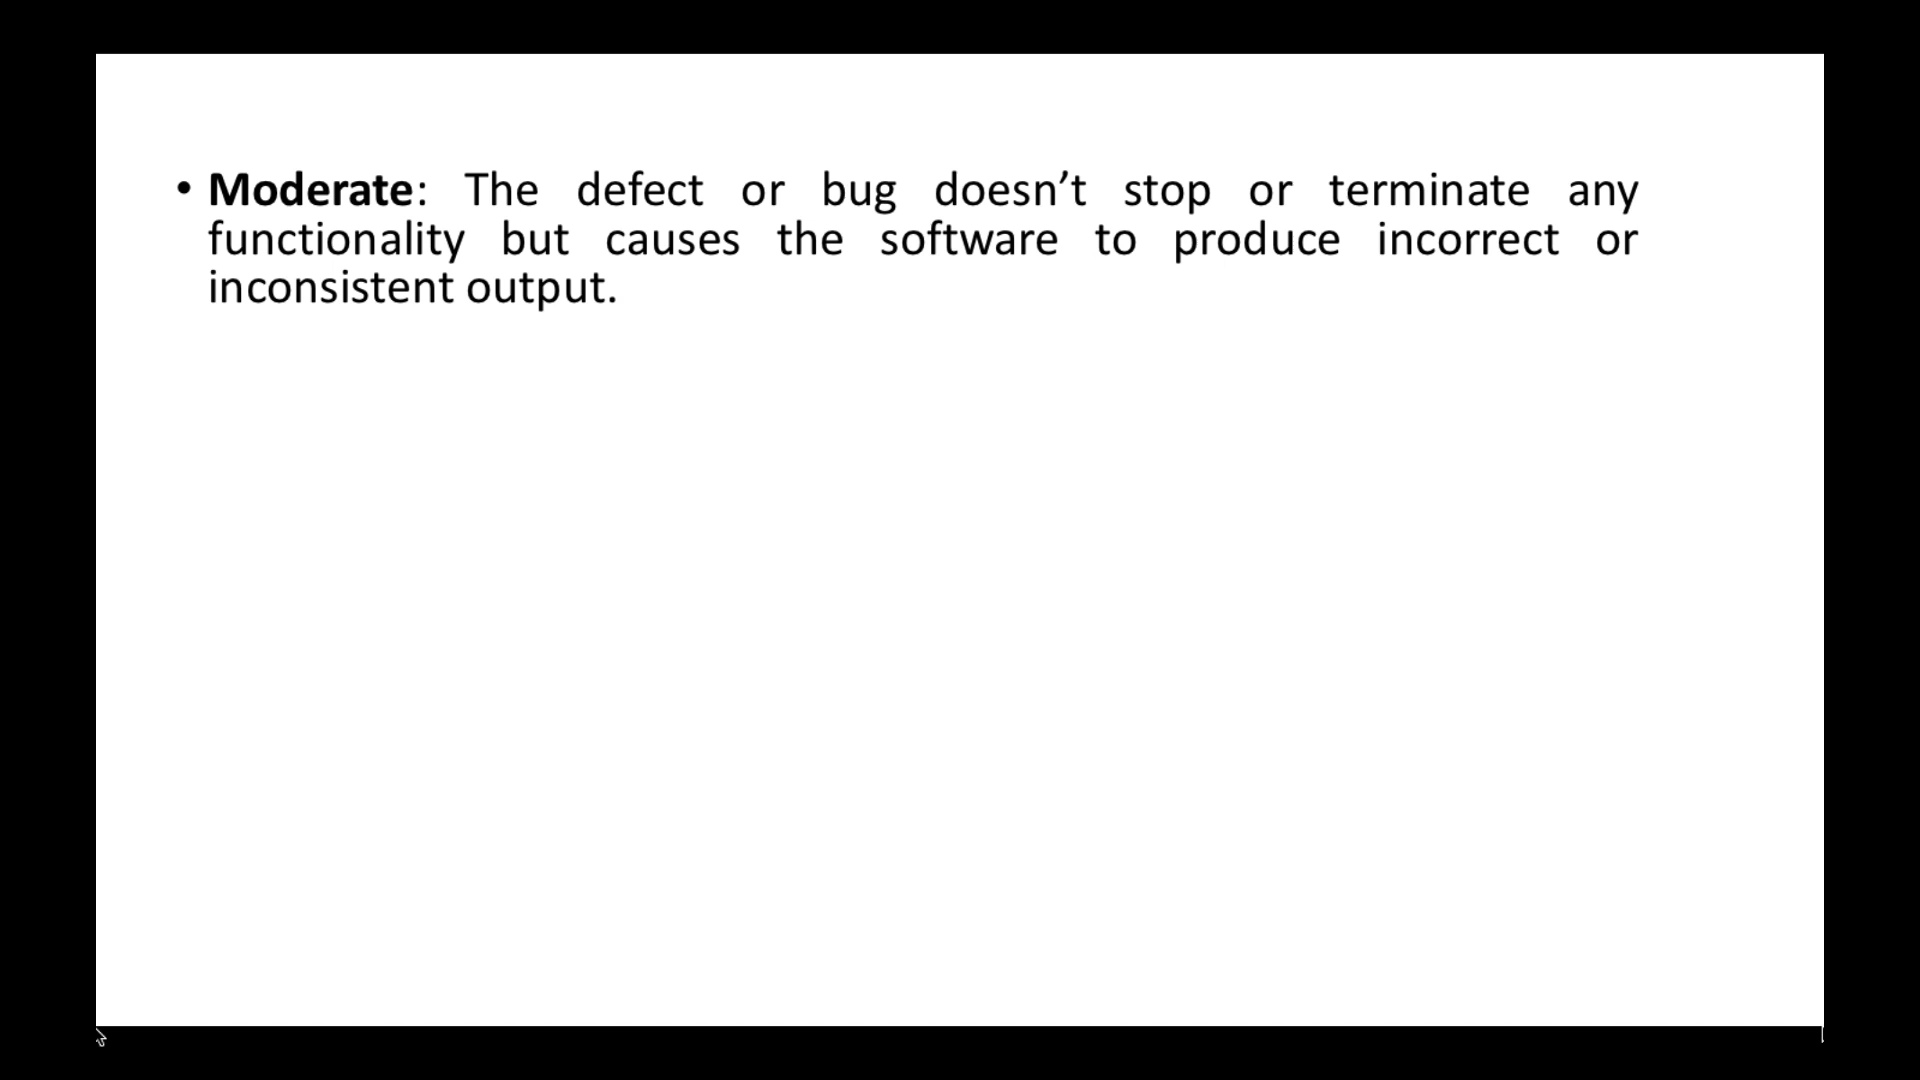 • Moderate: The defect or bug doesn’t stop or terminate any
functionality but causes the software to produce incorrect or
inconsistent output.